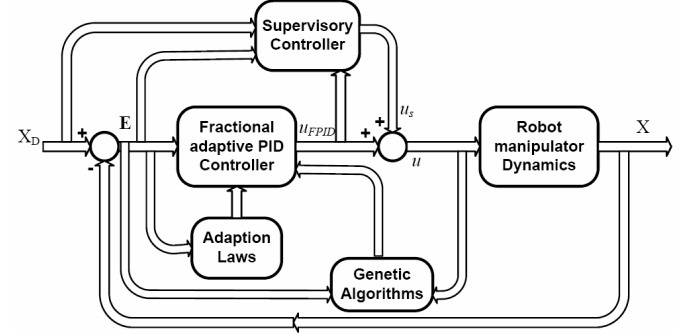 Supervisory
Controller
X_D
+
-
E
Fractional
adaptive PID
Controller
u_FPID
+
+
u_s
u
Robot
manipulator
Dynamics
X
Adaption
Laws
Genetic
Algorithms